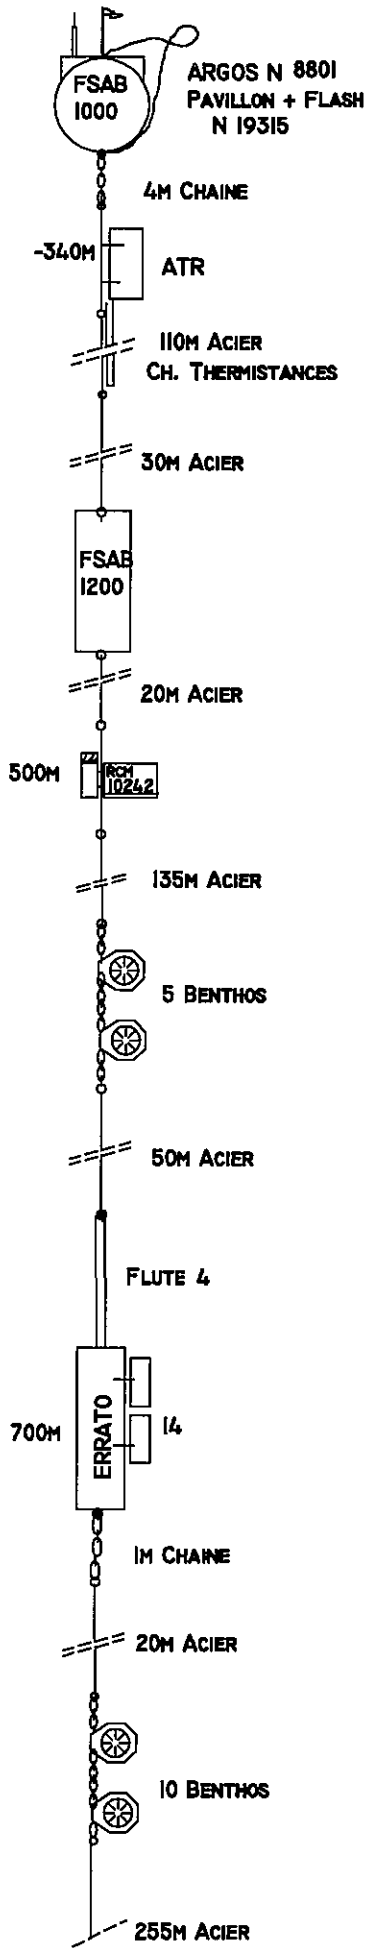 FSAB
1000
ARGOS N 8801
PAVILLON + FLASH
N 19315
4M CHAINE
-340M
ATR
110M ACIER
CH. THERMISTANCES
30M ACIER
FSAB
1200
20M ACIER
500M
RCM
10242
135M ACIER
5 BENTHOS
50M ACIER
FLUTE 4
ERRATO
14
700M
1M CHAINE
20M ACIER
10 BENTHOS
255M ACIER